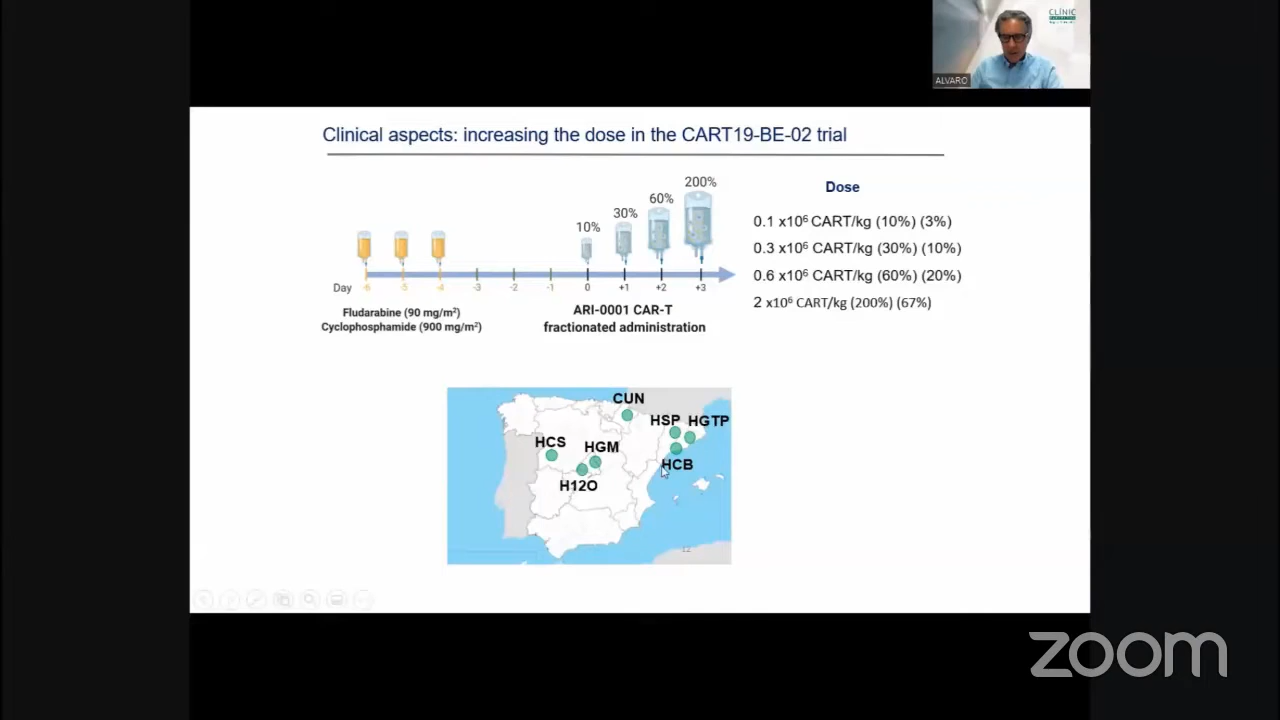 CLÍNIC
ALVARO
Clinical aspects: increasing the dose in the CART19-BE-02 trial
10%
30%
60%
200%
Day -6 -5 -4 -3 -2 -1 0 +1 +2 +3
Fludarabine (90 mg/m²)
Cyclophosphamide (900 mg/m²)
ARI-0001 CAR-T
fractionated administration
Dose
0.1 x10⁶ CART/kg (10%) (3%)
0.3 x10⁶ CART/kg (30%) (10%)
0.6 x10⁶ CART/kg (60%) (20%)
2 x10⁶ CART/kg (200%) (67%)
CUN
HSP
HGTP
HCS
HGM
HCB
H12O
12
zoom